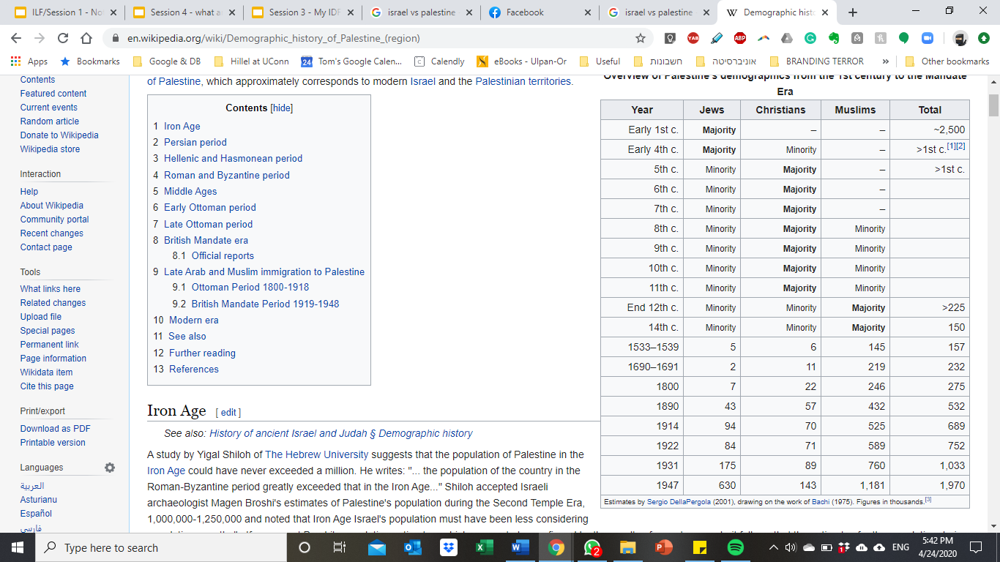 ILF/Session 1 - No
Session 4 - what a
Session 3 - My IDF
israel vs palestine
Facebook
israel vs palestine
Demographic histo
en.wikipedia.org/wiki/Demographic_history_of_Palestine_(region)
Apps
Bookmarks
Google & DB
Hillel at UConn
Tom's Google Calen...
Calendly
eBooks - Ulpan-Or
Useful
חשבונות
אוניברסיטה
BRANDING TERROR
»
Other bookmarks
Contents
Featured content
Current events
Random article
Donate to Wikipedia
Wikipedia store
Interaction
Help
About Wikipedia
Community portal
Recent changes
Contact page
Tools
What links here
Related changes
Upload file
Special pages
Permanent link
Page information
Wikidata item
Cite this page
Print/export
Download as PDF
Printable version
Languages
العربية
Asturianu
Español
فارسی
of Palestine, which approximately corresponds to modern Israel and the Palestinian territories.
Contents [hide]
1 Iron Age
2 Persian period
3 Hellenic and Hasmonean period
4 Roman and Byzantine period
5 Middle Ages
6 Early Ottoman period
7 Late Ottoman period
8 British Mandate era
8.1 Official reports
9 Late Arab and Muslim immigration to Palestine
9.1 Ottoman Period 1800-1918
9.2 British Mandate Period 1919-1948
10 Modern era
11 See also
12 Further reading
13 References
Iron Age [ edit ]
See also: History of ancient Israel and Judah § Demographic history
A study by Yigal Shiloh of The Hebrew University suggests that the population of Palestine in the
Iron Age could have never exceeded a million. He writes: "... the population of the country in the
Roman-Byzantine period greatly exceeded that in the Iron Age..." Shiloh accepted Israeli
archaeologist Magen Broshi's estimates of Palestine's population during the Second Temple Era,
1,000,000-1,250,000 and noted that Iron Age Israel's population must have been less considering
Overview of Palestine's demographics from the 1st century to the Mandate
Era
Year Jews Christians Muslims Total
Early 1st c. Majority – – ~2,500
Early 4th c. Majority Minority – >1st c.[1][2]
5th c. Minority Majority – >1st c.
6th c. Minority Majority –
7th c. Minority Majority –
8th c. Minority Majority Minority
9th c. Minority Majority Minority
10th c. Minority Majority Minority
11th c. Minority Majority Minority
End 12th c. Minority Minority Majority >225
14th c. Minority Minority Majority 150
1533–1539 5 6 145 157
1690–1691 2 11 219 232
1800 7 22 246 275
1890 43 57 432 532
1914 94 70 525 689
1922 84 71 589 752
1931 175 89 760 1,033
1947 630 143 1,181 1,970
Estimates by Sergio DellaPergola (2001), drawing on the work of Bachi (1975). Figures in thousands.[3]
Type here to search
ENG
5:42 PM
4/24/2020